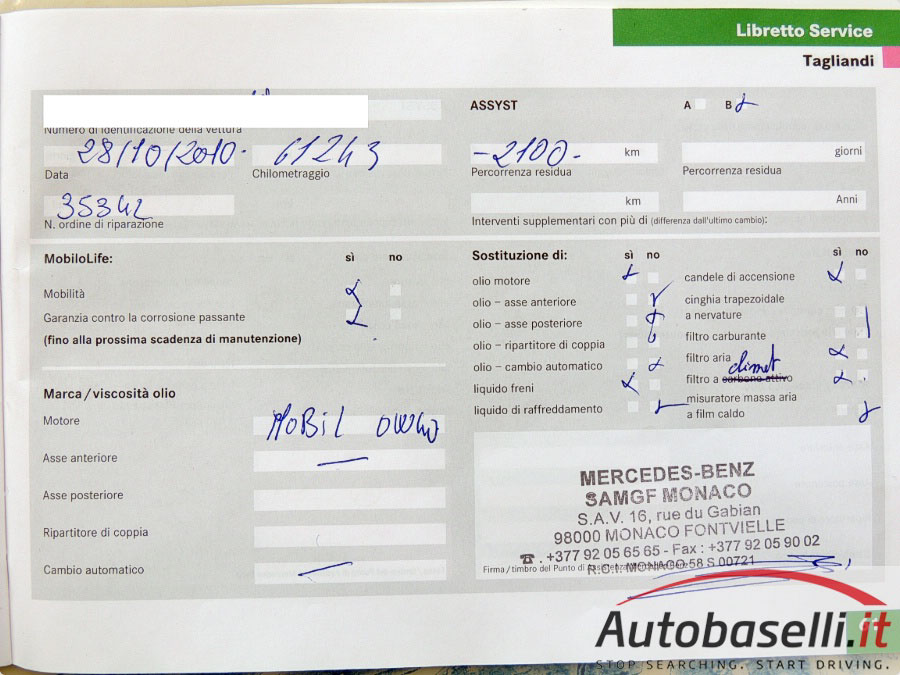 Libretto Service
Tagliandi
Numero di identificazione della vettura
28/10/2010. 61243
Data Chilometraggio
35342
N. ordine di riparazione
ASSYST A B
-2100- km giorni
Percorrenza residua Percorrenza residua
km Anni
Interventi supplementari con più di (differenza dall'ultimo cambio):
MobiloLife: sì no
Mobilità
Garanzia contro la corrosione passante
(fino alla prossima scadenza di manutenzione)
Marca/viscosità olio
Motore MOBIL 0W40
Asse anteriore
Asse posteriore
Ripartitore di coppia
Cambio automatico
Sostituzione di: sì no
olio motore
olio – asse anteriore
olio – asse posteriore
olio – ripartitore di coppia
olio – cambio automatico
liquido freni
liquido di raffreddamento
sì no
candele di accensione
cinghia trapezoidale
a nervature
filtro carburante
filtro aria
climat
filtro a carbone attivo
misuratore massa aria
a film caldo
MERCEDES-BENZ
SAMGF MONACO
S.A.V. 16, rue du Gabian
98000 MONACO FONTVIELLE
☎ . +377 92 05 65 65 - Fax : +377 92 05 90 02
R.C.I. MONACO 58 S 00721
Firma/timbro del Punto di Assistenza
Autobaselli.it
STOP SEARCHING. START DRIVING.